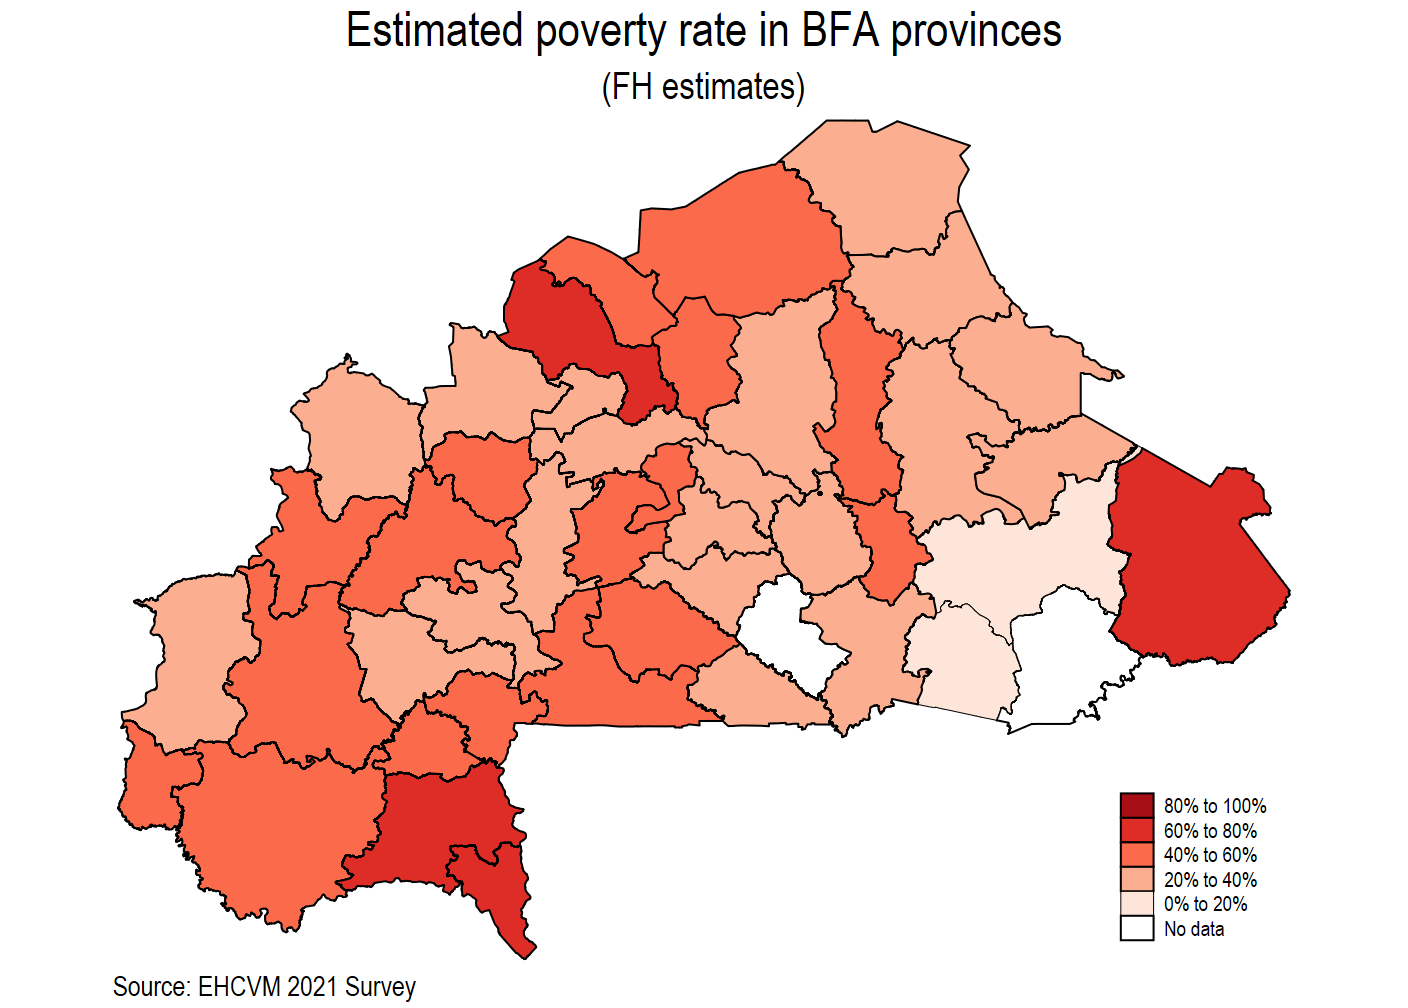 Estimated poverty rate in BFA provinces
(FH estimates)
80% to 100%
60% to 80%
40% to 60%
20% to 40%
0% to 20%
No data
Source: EHCVM 2021 Survey